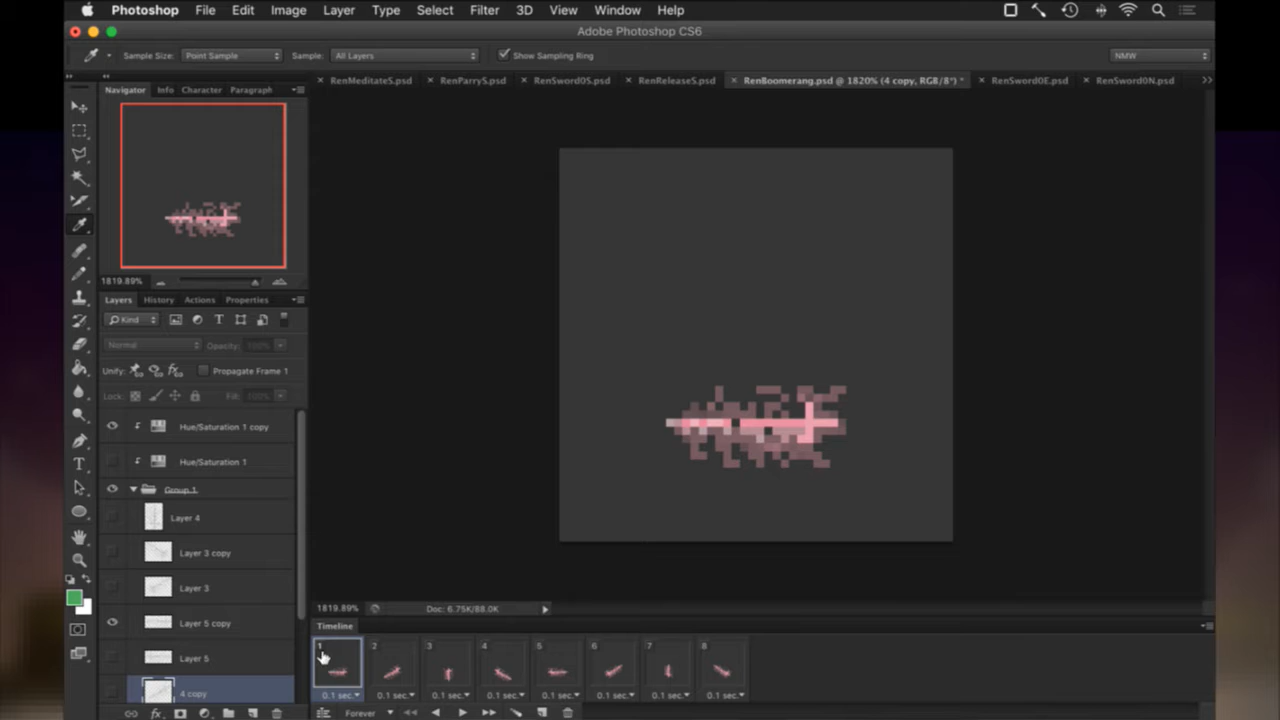 Photoshop File Edit Image Layer Type Select Filter 3D View Window Help
Adobe Photoshop CS6
Sample Size: Point Sample Sample: All Layers Show Sampling Ring NMW
× RenMeditateS.psd × RenParryS.psd × RenSword0S.psd × RenReleaseS.psd × RenBoomerang.psd @ 1820% (4 copy, RGB/8*) * × RenSword0E.psd × RenSword0N.psd
Navigator Info Character Paragraph
1819.89%
Layers History Actions Properties
Kind
Normal Opacity: 100%
Unify: Propagate Frame 1
Lock: Fill: 100%
Hue/Saturation 1 copy
Hue/Saturation 1
Group 1
Layer 4
Layer 3 copy
Layer 3
Layer 5 copy
Layer 5
4 copy
1819.89% Doc: 6.75K/88.0K
Timeline
1 2 3 4 5 6 7 8
0.1 sec. 0.1 sec. 0.1 sec. 0.1 sec. 0.1 sec. 0.1 sec. 0.1 sec. 0.1 sec.
Forever